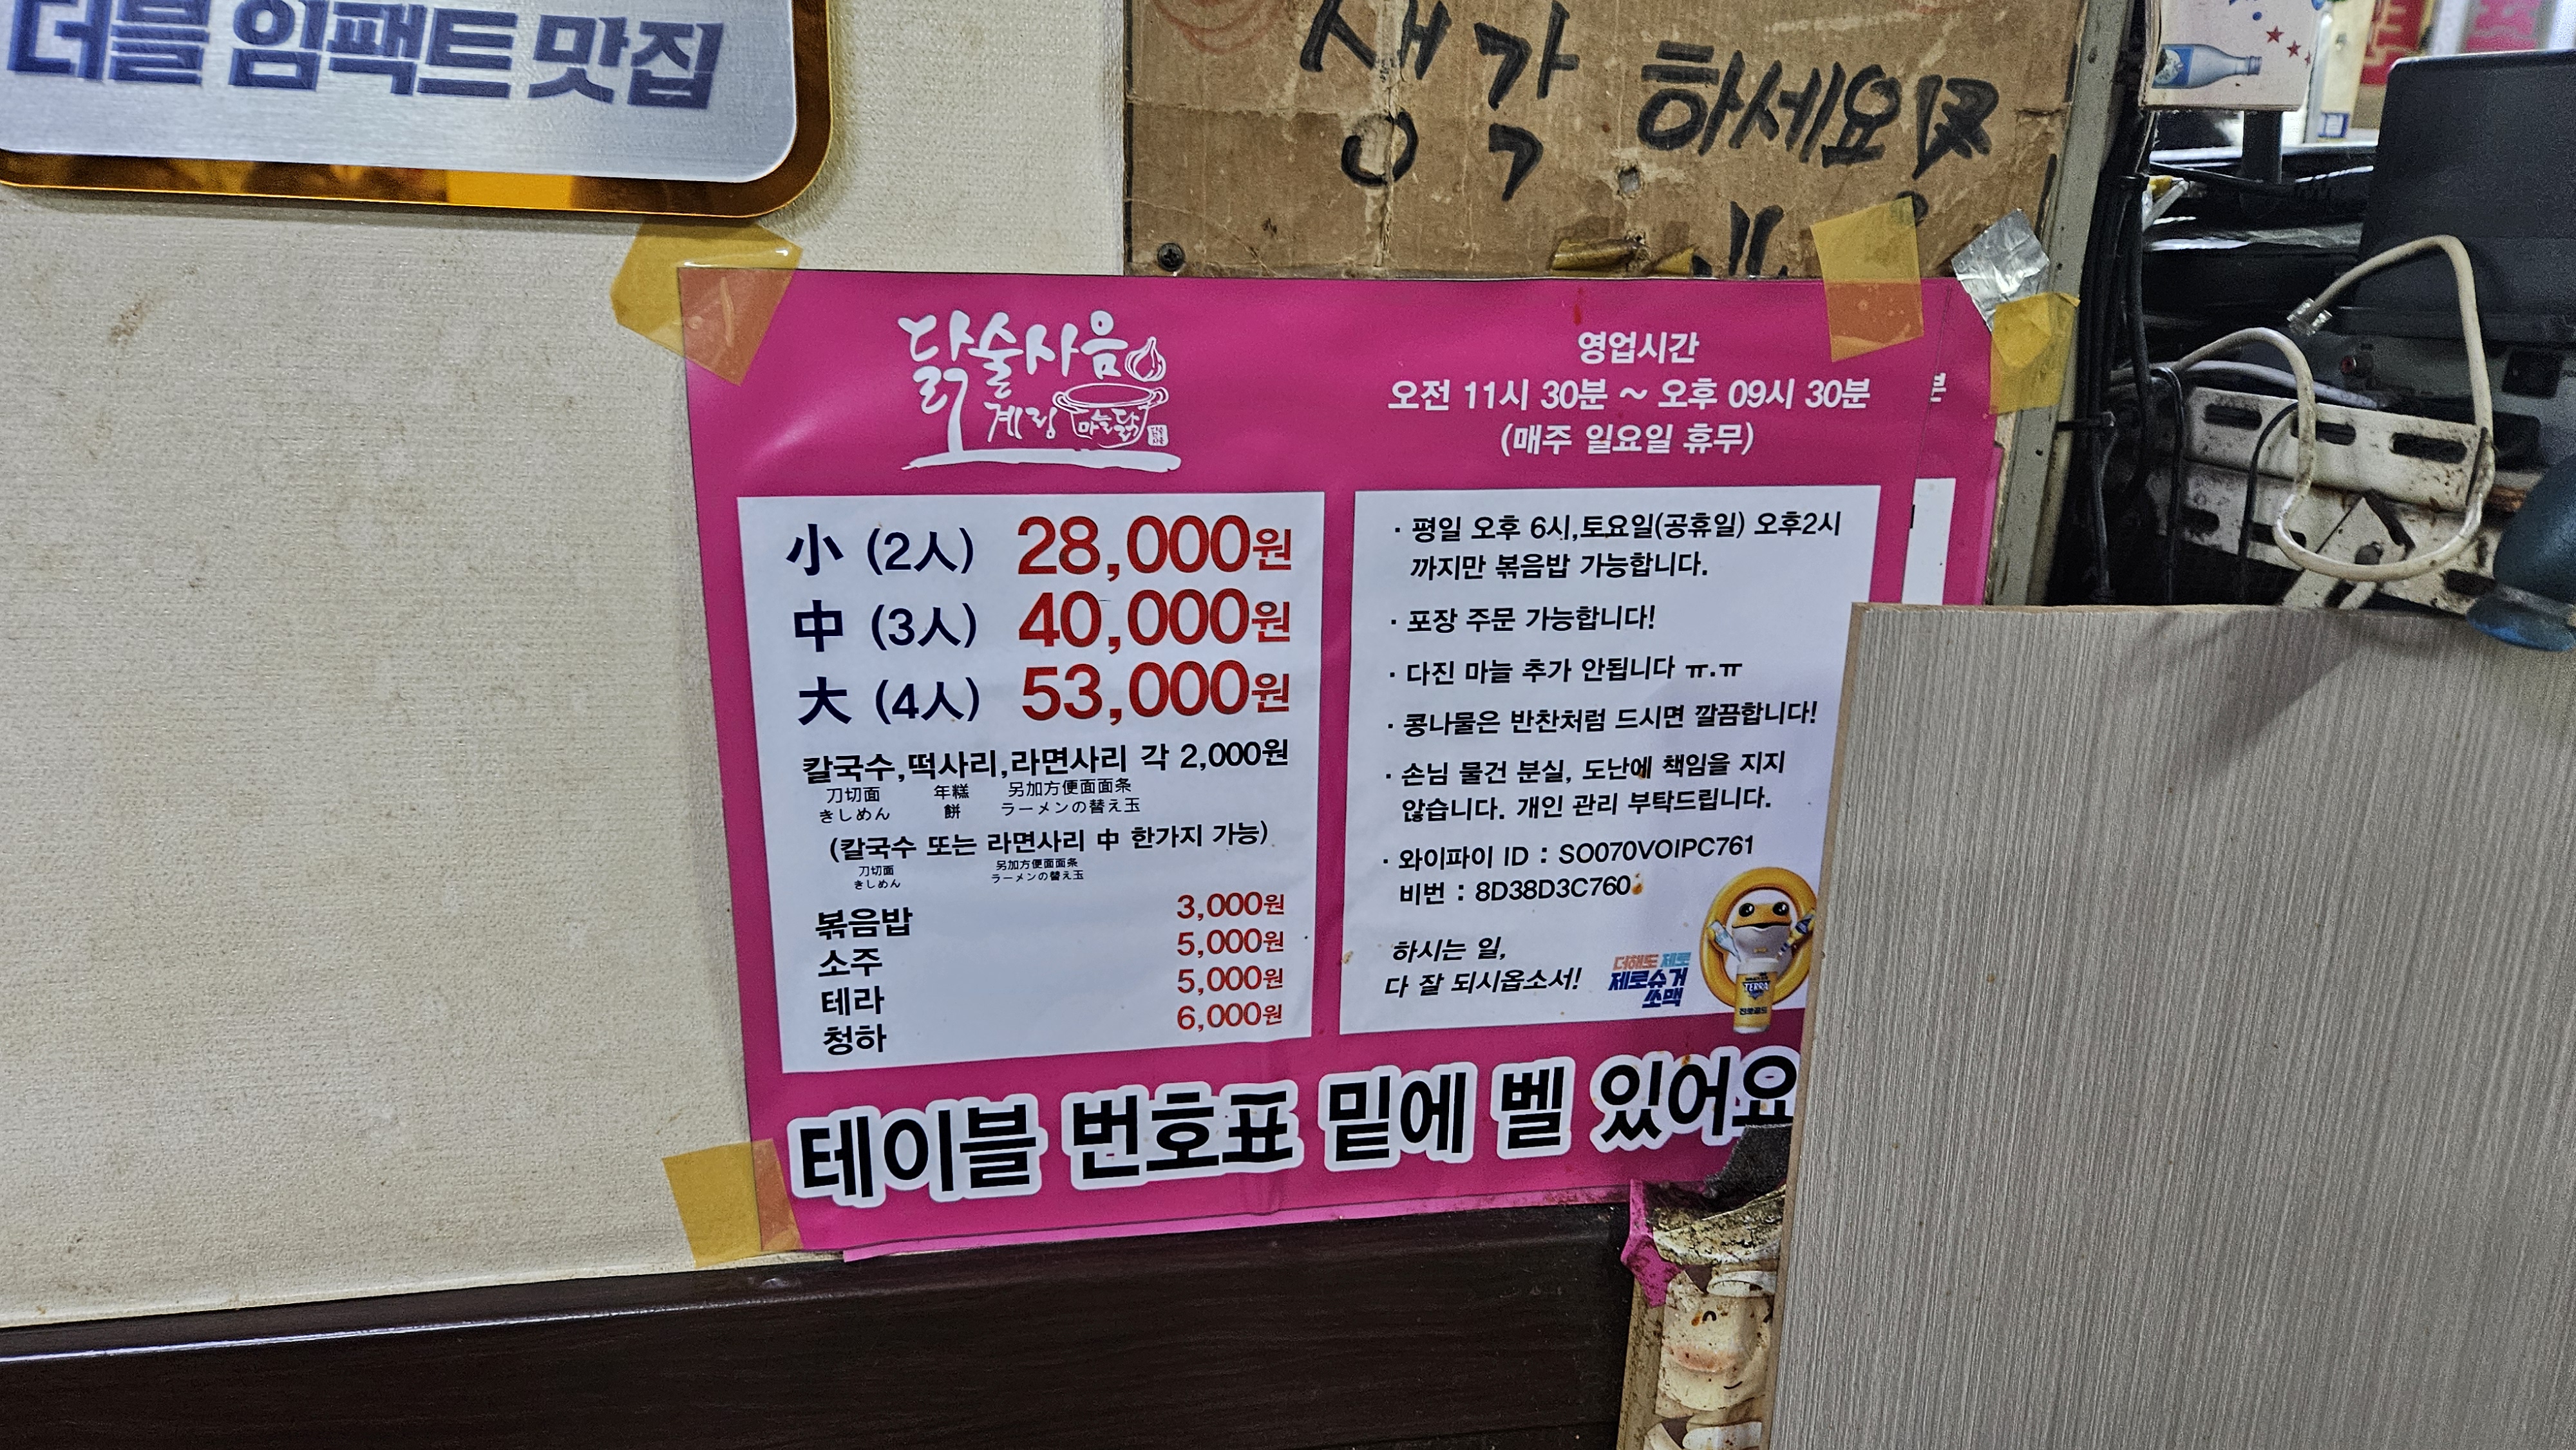 더블 임팩트 맛집
생각 하세요
닭술사음
계림 마늘닭
영업시간
오전 11시 30분 ~ 오후 09시 30분
(매주 일요일 휴무)
분
小 (2人) 28,000원
中 (3人) 40,000원
大 (4人) 53,000원
칼국수,떡사리,라면사리 각 2,000원
刀切面 年糕 另加方便面面条
きしめん 餅 ラーメンの替え玉
(칼국수 또는 라면사리 中 한가지 가능)
刀切面 另加方便面面条
きしめん ラーメンの替え玉
볶음밥 3,000원
소주 5,000원
테라 5,000원
청하 6,000원
· 평일 오후 6시,토요일(공휴일) 오후2시
까지만 볶음밥 가능합니다.
· 포장 주문 가능합니다!
· 다진 마늘 추가 안됩니다 ㅠ.ㅠ
· 콩나물은 반찬처럼 드시면 깔끔합니다!
· 손님 물건 분실, 도난에 책임을 지지
않습니다. 개인 관리 부탁드립니다.
· 와이파이 ID : SO070VOIPC761
비번 : 8D38D3C760
하시는 일,
다 잘 되시옵소서!
더해도 제로
제로슈거
쏘맥
TERRA
진로골드
테이블 번호표 밑에 벨 있어요